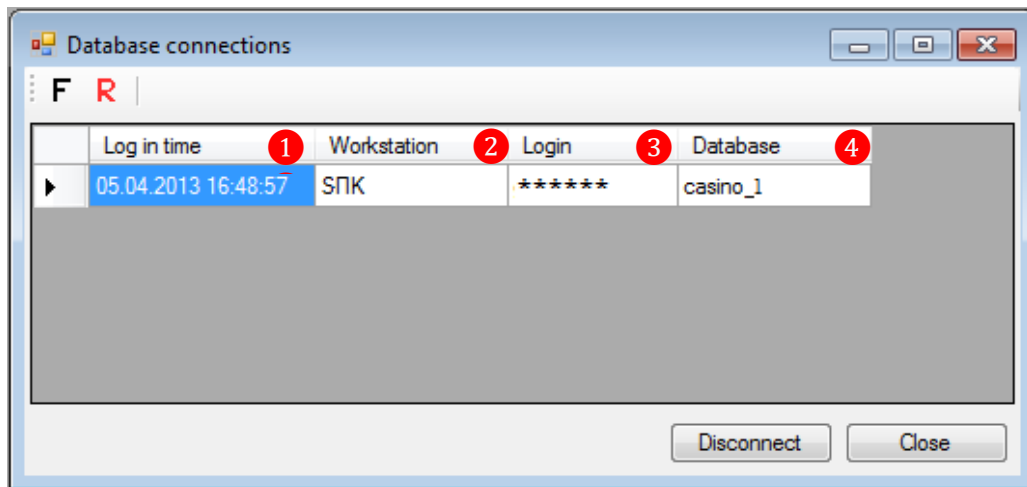 Database connections
F R
Log in time 1 Workstation 2 Login 3 Database 4
05.04.2013 16:48:57 SПК ****** casino_1
Disconnect Close